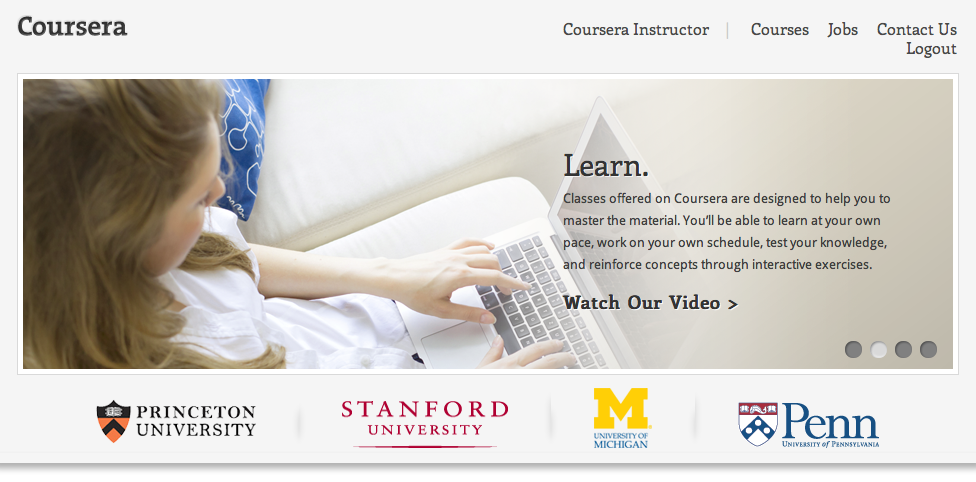 Coursera
Coursera Instructor | Courses Jobs Contact Us
Logout
Learn.
Classes offered on Coursera are designed to help you to
master the material. You'll be able to learn at your own
pace, work on your own schedule, test your knowledge,
and reinforce concepts through interactive exercises.
Watch Our Video >
PRINCETON
UNIVERSITY
STANFORD
UNIVERSITY
M
UNIVERSITY OF
MICHIGAN
Penn
UNIVERSITY OF PENNSYLVANIA